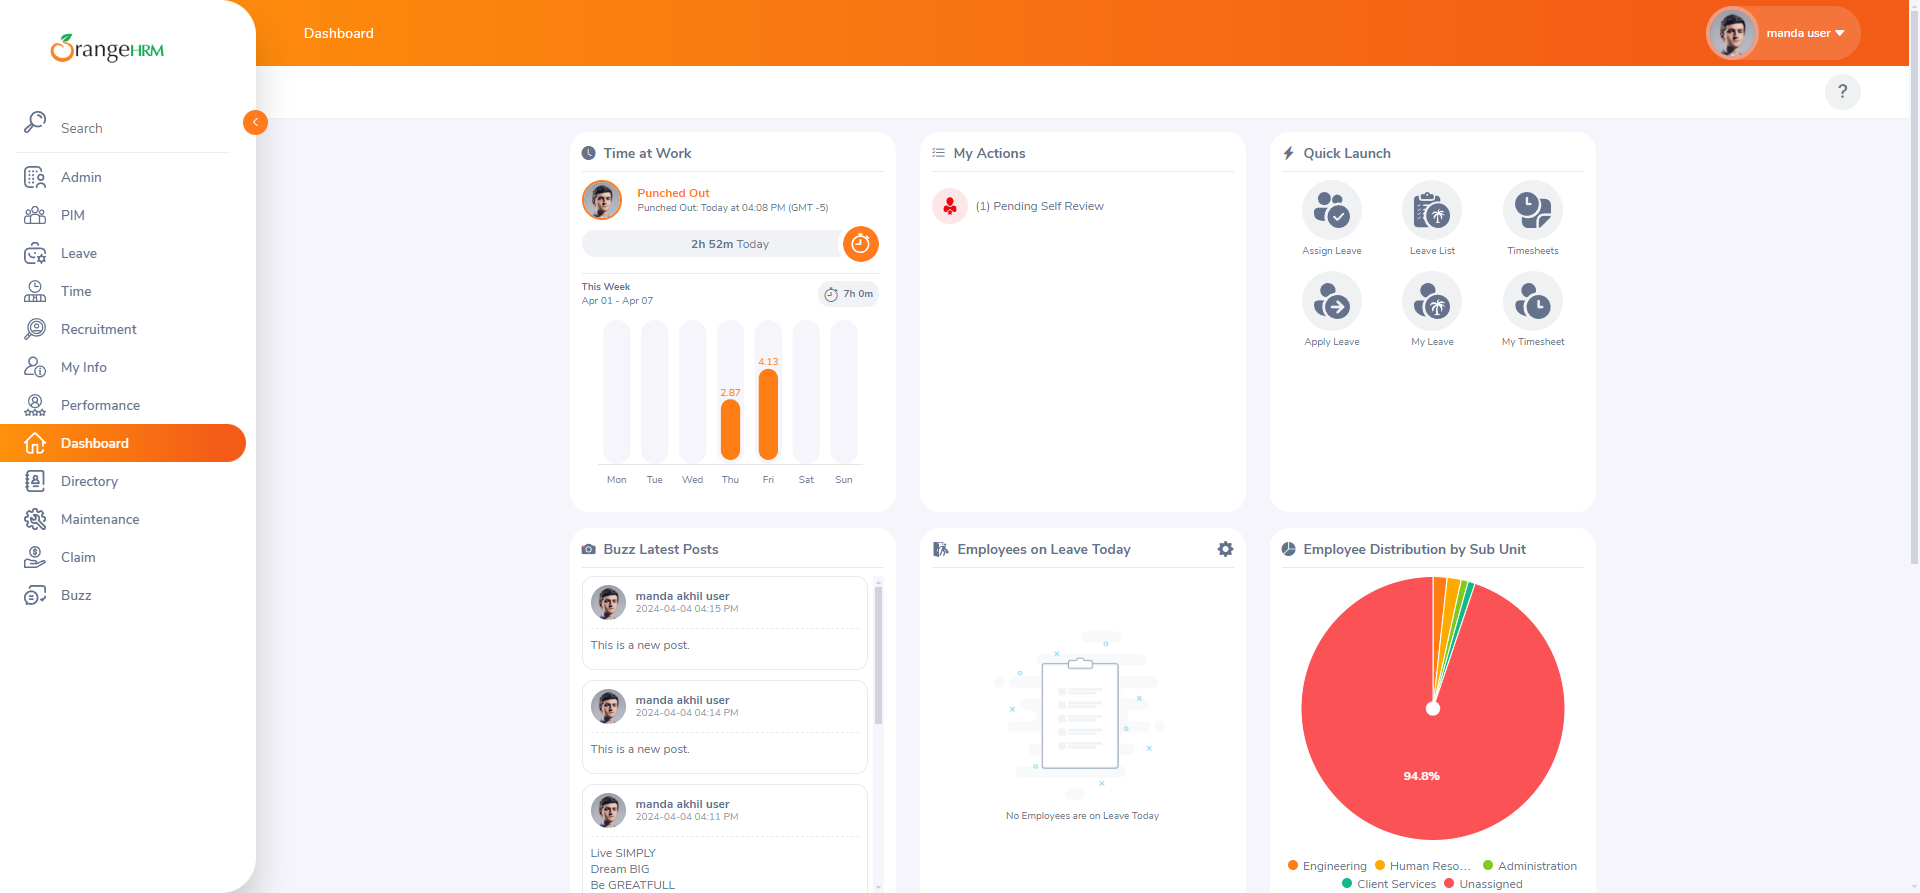 OrangeHRM
Search
Admin
PIM
Leave
Time
Recruitment
My Info
Performance
Dashboard
Directory
Maintenance
Claim
Buzz
Dashboard
manda user
?
Time at Work
Punched Out
Punched Out: Today at 04:08 PM (GMT -5)
2h 52m Today
This Week
Apr 01 - Apr 07
7h 0m
2.87
4.13
Mon Tue Wed Thu Fri Sat Sun
My Actions
(1) Pending Self Review
Quick Launch
Assign Leave
Leave List
Timesheets
Apply Leave
My Leave
My Timesheet
Buzz Latest Posts
manda akhil user
2024-04-04 04:15 PM
This is a new post.
manda akhil user
2024-04-04 04:14 PM
This is a new post.
manda akhil user
2024-04-04 04:11 PM
Live SIMPLY
Dream BIG
Be GREATFULL
Employees on Leave Today
No Employees are on Leave Today
Employee Distribution by Sub Unit
94.8%
Engineering Human Reso... Administration
Client Services Unassigned